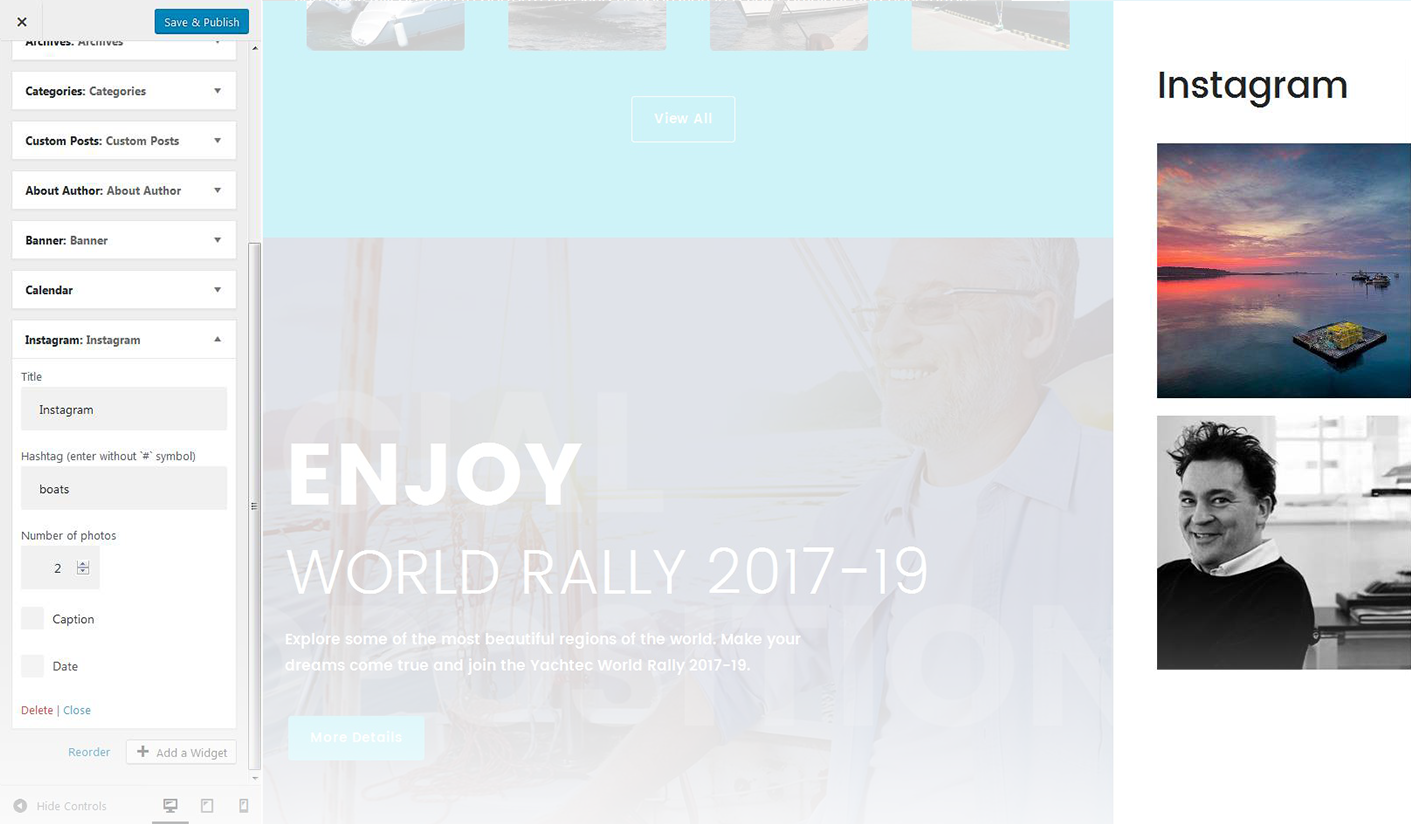 Save & Publish
Archives: Archives
Categories: Categories
Custom Posts: Custom Posts
About Author: About Author
Banner: Banner
Calendar
Instagram: Instagram
Title
Instagram
Hashtag (enter without `#` symbol)
boats
Number of photos
2
Caption
Date
Delete | Close
Reorder
Add a Widget
Hide Controls
View All
ENJOY
WORLD RALLY 2017-19
Explore some of the most beautiful regions of the world. Make your
dreams come true and join the Yachtec World Rally 2017-19.
More Details
Instagram